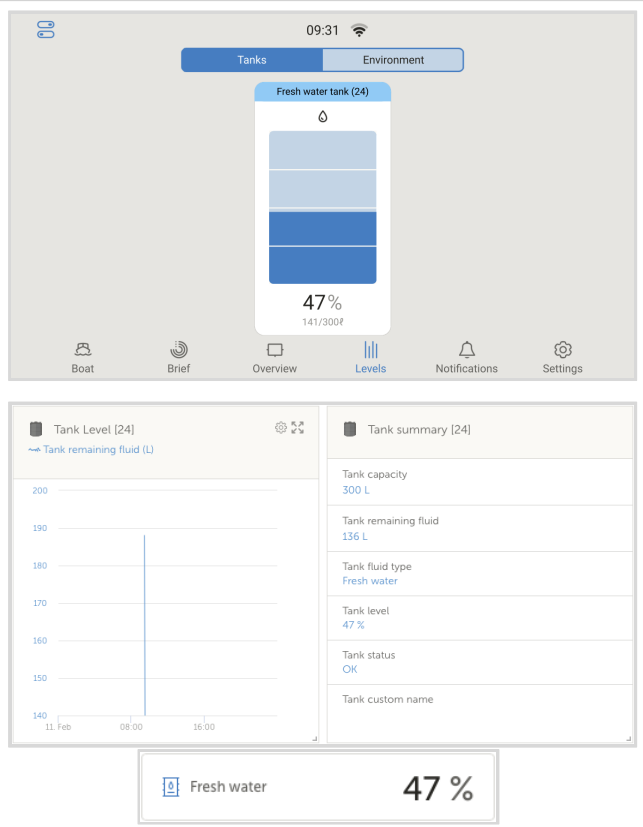 09:31
Tanks Environment
Fresh water tank (24)
47%
141/300ℓ
Boat Brief Overview Levels Notifications Settings
Tank Level [24]
Tank remaining fluid (L)
200
190
180
170
160
150
140
11. Feb 08:00 16:00
Tank summary [24]
Tank capacity
300 L
Tank remaining fluid
136 L
Tank fluid type
Fresh water
Tank level
47 %
Tank status
OK
Tank custom name
Fresh water 47 %